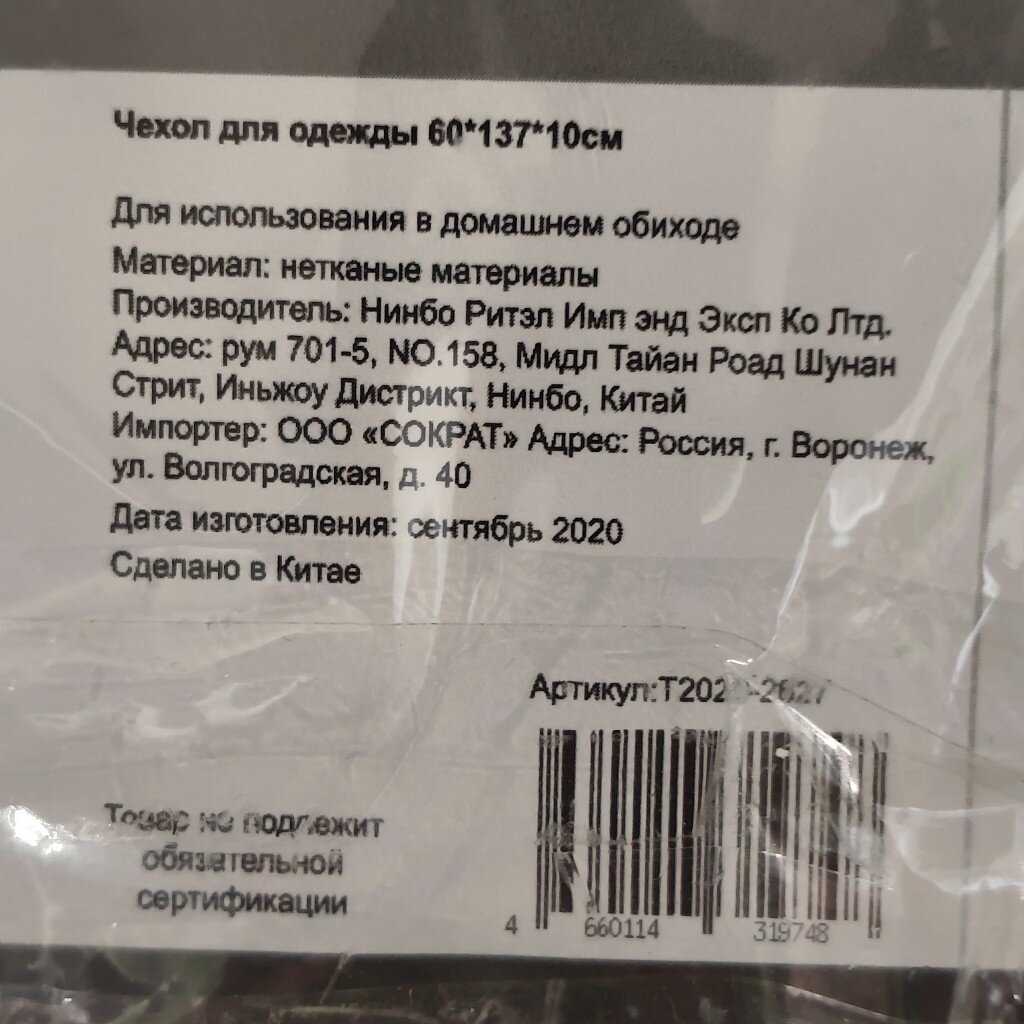 Чехол для одежды 60*137*10см
Для использования в домашнем обиходе
Материал: нетканые материалы
Производитель: Нинбо Ритэл Имп энд Эксп Ко Лтд.
Адрес: рум 701-5, NO.158, Мидл Тайан Роад Шунан
Стрит, Иньжоу Дистрикт, Нинбо, Китай
Импортер: ООО «СОКРАТ» Адрес: Россия, г. Воронеж,
ул. Волгоградская, д. 40
Дата изготовления: сентябрь 2020
Сделано в Китае
Артикул:
Товар не подлежит
обязательной
сертификации
4 660114 319748